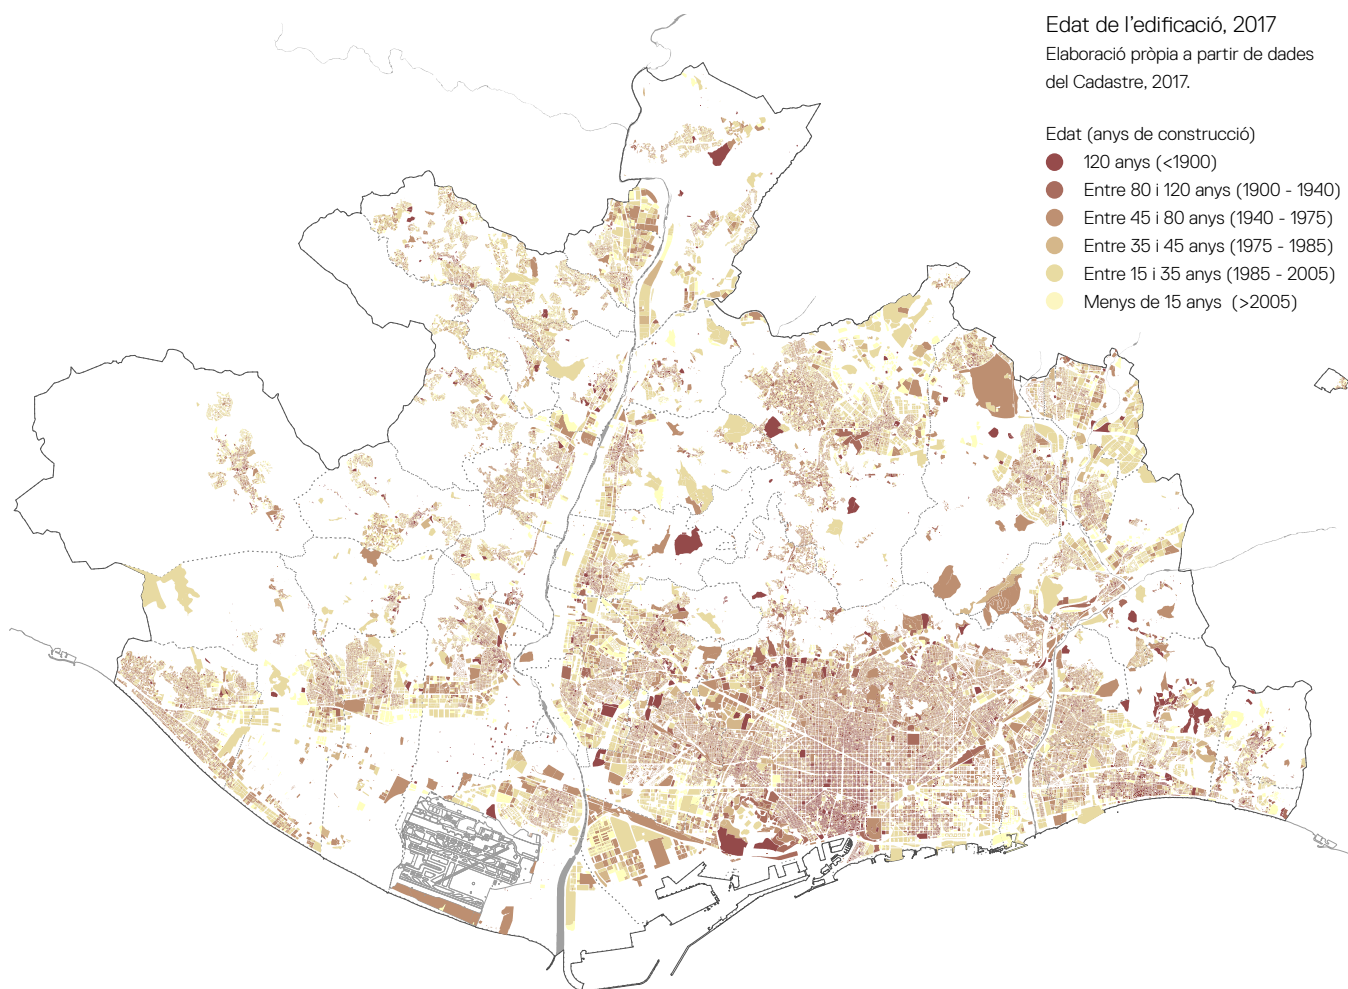 Edat de l'edificació, 2017
Elaboració pròpia a partir de dades
del Cadastre, 2017.
Edat (anys de construcció)
120 anys (<1900)
Entre 80 i 120 anys (1900 - 1940)
Entre 45 i 80 anys (1940 - 1975)
Entre 35 i 45 anys (1975 - 1985)
Entre 15 i 35 anys (1985 - 2005)
Menys de 15 anys (>2005)